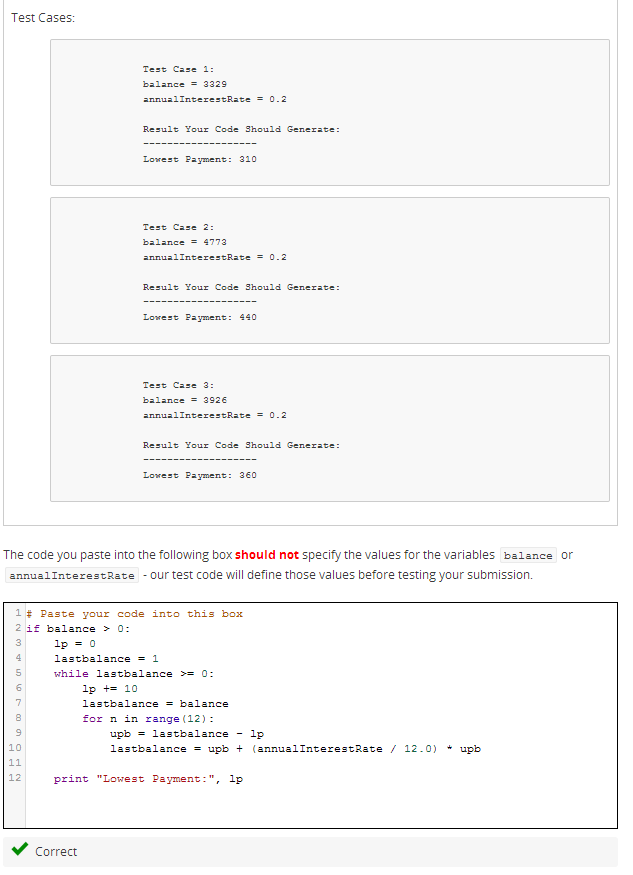 Test Cases:
Test Case 1:
balance = 3329
annualInterestRate = 0.2
Result Your Code Should Generate:
-------------------
Lowest Payment: 310
Test Case 2:
balance = 4773
annualInterestRate = 0.2
Result Your Code Should Generate:
-------------------
Lowest Payment: 440
Test Case 3:
balance = 3926
annualInterestRate = 0.2
Result Your Code Should Generate:
-------------------
Lowest Payment: 360
The code you paste into the following box should not specify the values for the variables balance or
annualInterestRate - our test code will define those values before testing your submission.
1 # Paste your code into this box
2 if balance > 0:
3     lp = 0
4     lastbalance = 1
5     while lastbalance >= 0:
6         lp += 10
7         lastbalance = balance
8         for n in range(12):
9             upb = lastbalance - lp
10             lastbalance = upb + (annualInterestRate / 12.0) * upb
11
12     print "Lowest Payment:", lp
Correct